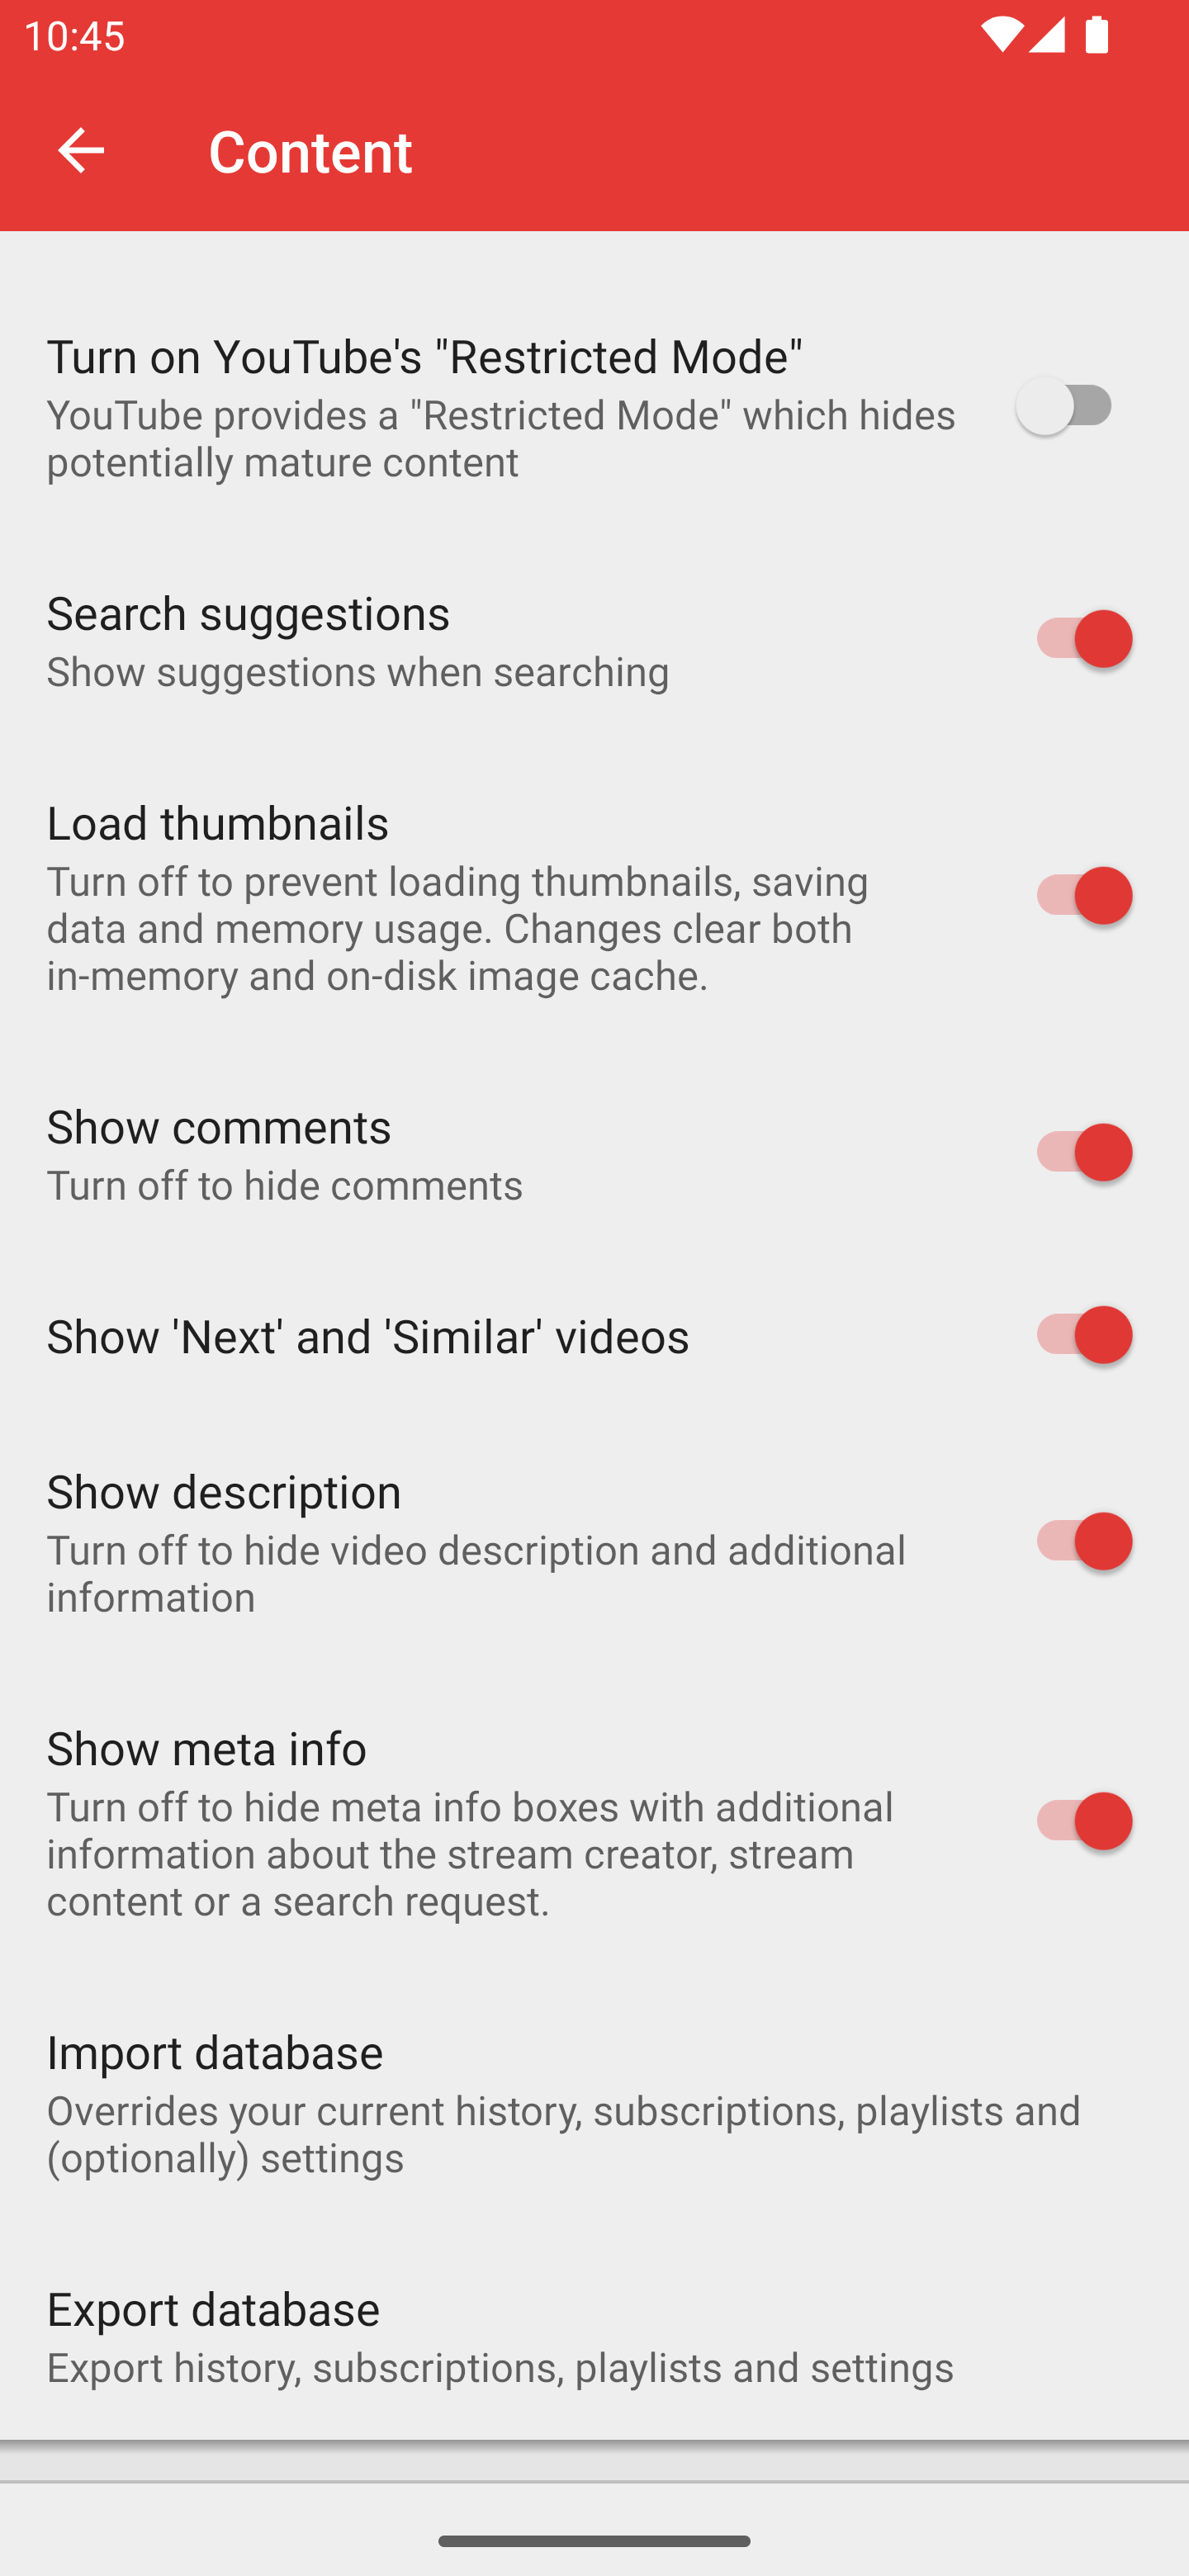 10:45
Content
Turn on YouTube's "Restricted Mode"
YouTube provides a "Restricted Mode" which hides
potentially mature content
Search suggestions
Show suggestions when searching
Load thumbnails
Turn off to prevent loading thumbnails, saving
data and memory usage. Changes clear both
in-memory and on-disk image cache.
Show comments
Turn off to hide comments
Show 'Next' and 'Similar' videos
Show description
Turn off to hide video description and additional
information
Show meta info
Turn off to hide meta info boxes with additional
information about the stream creator, stream
content or a search request.
Import database
Overrides your current history, subscriptions, playlists and
(optionally) settings
Export database
Export history, subscriptions, playlists and settings